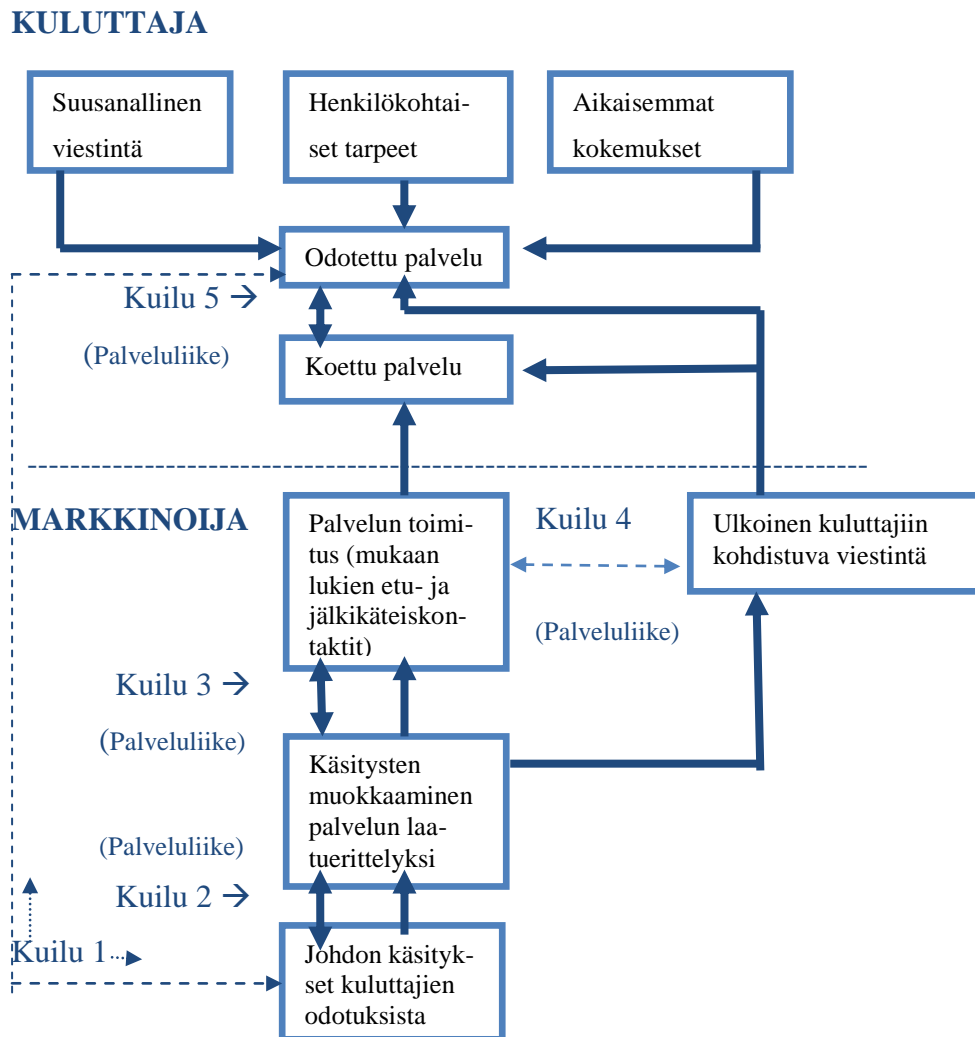 KULUTTAJA
Suusanallinen
viestintä
Henkilökohtai-
set tarpeet
Aikaisemmat
kokemukset
Odotettu palvelu
Kuilu 5 →
(Palveluliike)
Koettu palvelu
MARKKINOIJA
Palvelun toimi-
tus (mukaan
lukien etu- ja
jälkikäteiskon-
taktit)
Kuilu 4
(Palveluliike)
Ulkoinen kuluttajiin
kohdistuva viestintä
Kuilu 3 →
(Palveluliike)
Käsitysten
muokkaaminen
palvelun laa-
tuerittelyksi
(Palveluliike)
Kuilu 2 →
Kuilu 1
Johdon käsityk-
set kuluttajien
odotuksista